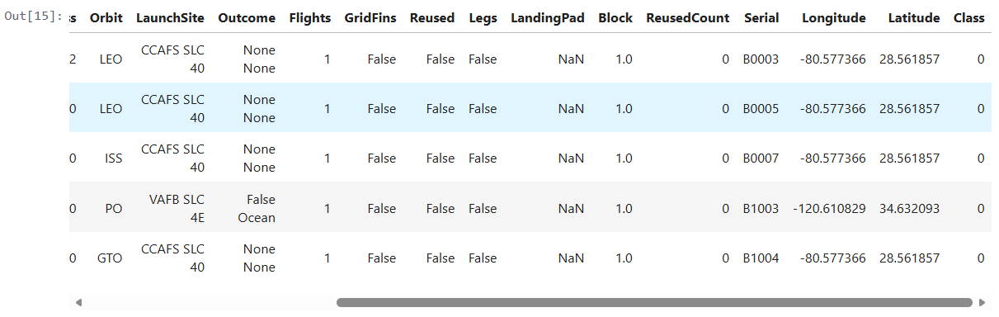 Out[15]:
s Orbit LaunchSite Outcome Flights GridFins Reused Legs LandingPad Block ReusedCount Serial Longitude Latitude Class
2 LEO CCAFS SLC 40 None None 1 False False False NaN 1.0 0 B0003 -80.577366 28.561857 0
0 LEO CCAFS SLC 40 None None 1 False False False NaN 1.0 0 B0005 -80.577366 28.561857 0
0 ISS CCAFS SLC 40 None None 1 False False False NaN 1.0 0 B0007 -80.577366 28.561857 0
0 PO VAFB SLC 4E False Ocean 1 False False False NaN 1.0 0 B1003 -120.610829 34.632093 0
0 GTO CCAFS SLC 40 None None 1 False False False NaN 1.0 0 B1004 -80.577366 28.561857 0